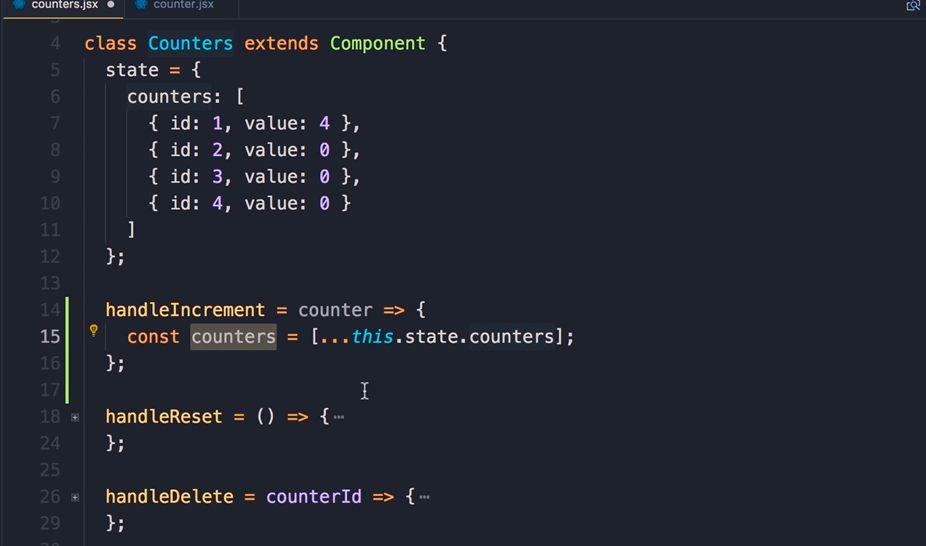 counters.jsx ● counter.jsx
4 class Counters extends Component {
5 state = {
6 counters: [
7 { id: 1, value: 4 },
8 { id: 2, value: 0 },
9 { id: 3, value: 0 },
10 { id: 4, value: 0 }
11 ]
12 };
13
14 handleIncrement = counter => {
15 const counters = [...this.state.counters];
16 };
17
18 handleReset = () => {⋯
24 };
25
26 handleDelete = counterId => {⋯
29 };